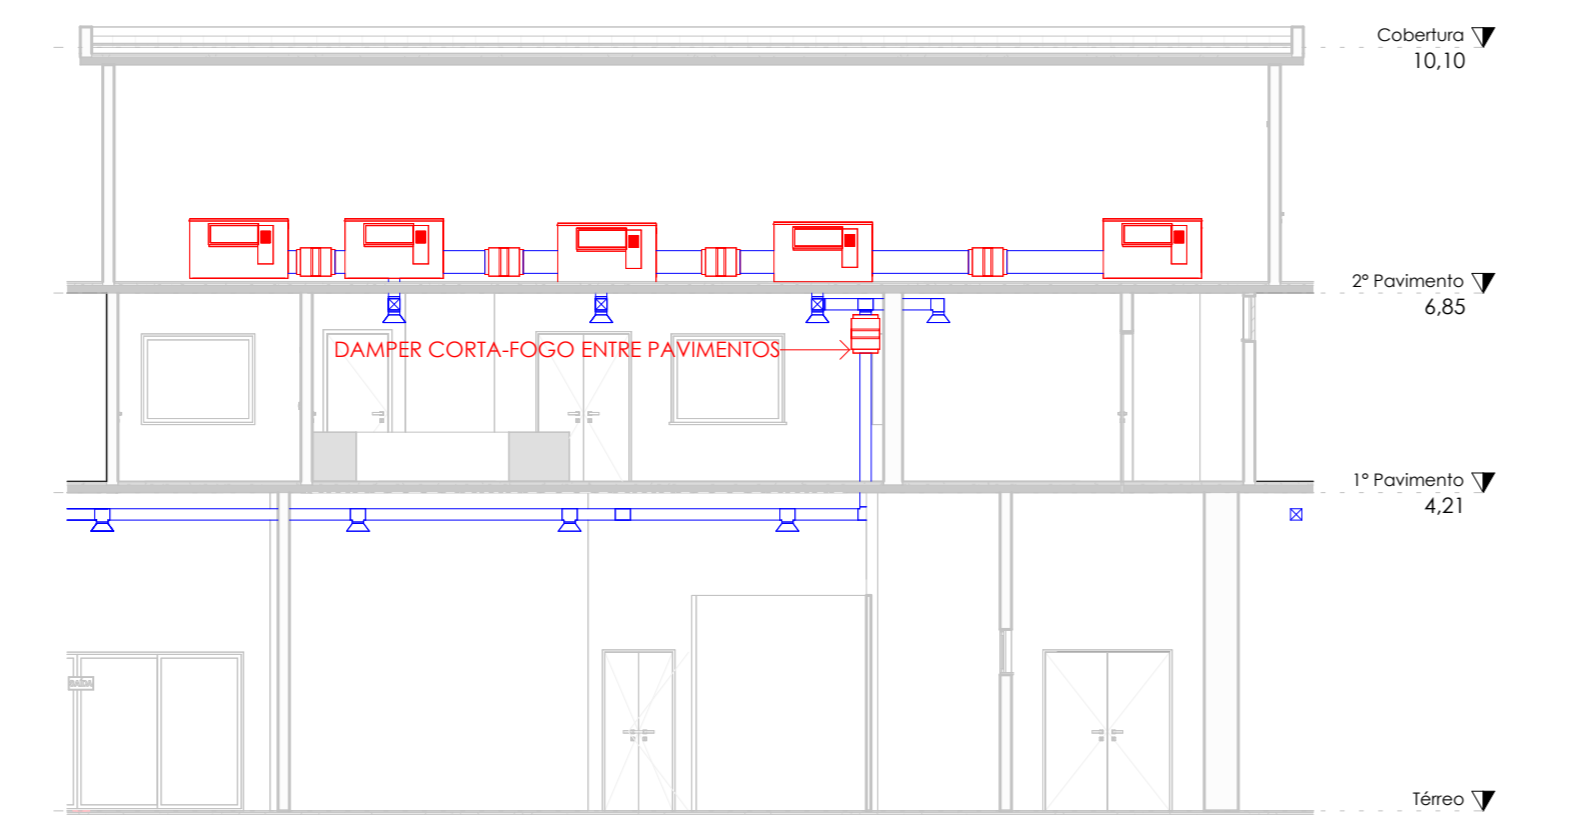 Cobertura
10,10
2º Pavimento
6,85
DAMPER CORTA-FOGO ENTRE PAVIMENTOS
1º Pavimento
4,21
Térreo